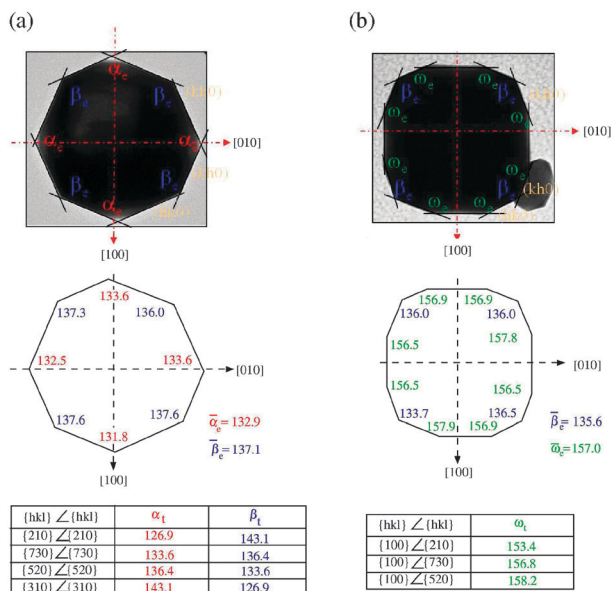 (a)
α_e
β_e β_e (kh0)
α_e α_e [010]
β_e β_e (kh0)
α_e (kh0)
[100]
133.6
137.3 136.0
132.5 133.6 [010]
137.6 137.6
131.8
ᾱ_e=132.9
β̄_e=137.1
[100]
{hkl} ∠{hkl} α_t β_t
{210} ∠{210} 126.9 143.1
{730} ∠{730} 133.6 136.4
{520} ∠{520} 136.4 133.6
{310} ∠{310} 143.1 126.9
(b)
ω_e ω_e
β_e β_e (kh0)
ω_e ω_e
[010]
ω_e ω_e
β_e β_e (kh0)
ω_e ω_e
(kh0)
[100]
156.9 156.9
136.0 136.0
156.5 157.8
[010]
156.5 156.5
133.7 136.5
157.9 156.9
β̄_e=135.6
ω̄_e=157.0
[100]
{hkl} ∠{hkl} ω_t
{100} ∠{210} 153.4
{100} ∠{730} 156.8
{100} ∠{520} 158.2